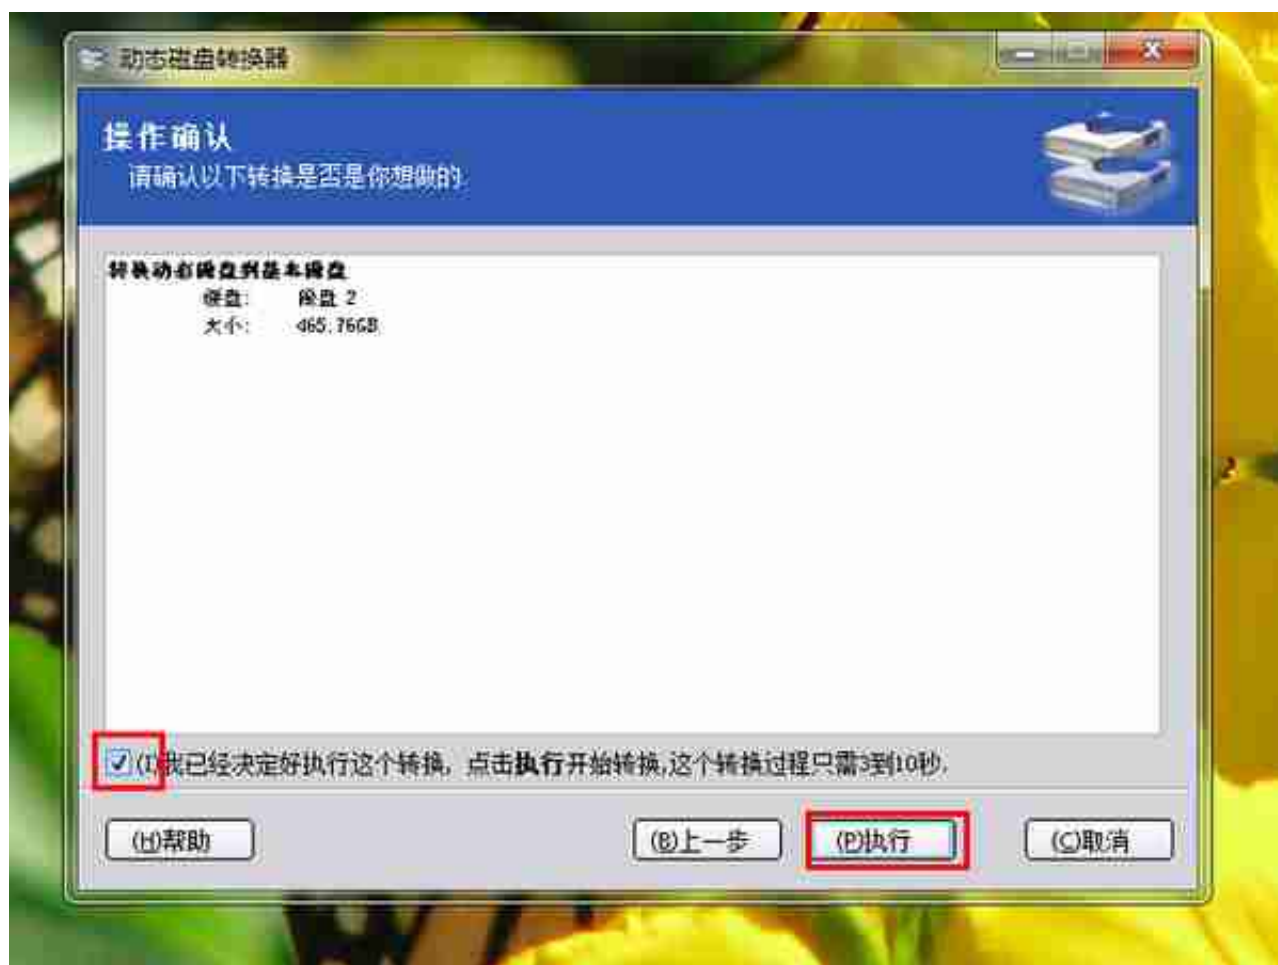 动态磁盘转换器
操作确认
请确认以下转换是否是你想做的.
转换动态磁盘到基本磁盘
硬盘: 磁盘 2
大小: 465.76GB
(I)我已经决定好执行这个转换, 点击执行开始转换,这个转换过程只需3到10秒.
(H)帮助 (B)上一步 (P)执行 (C)取消